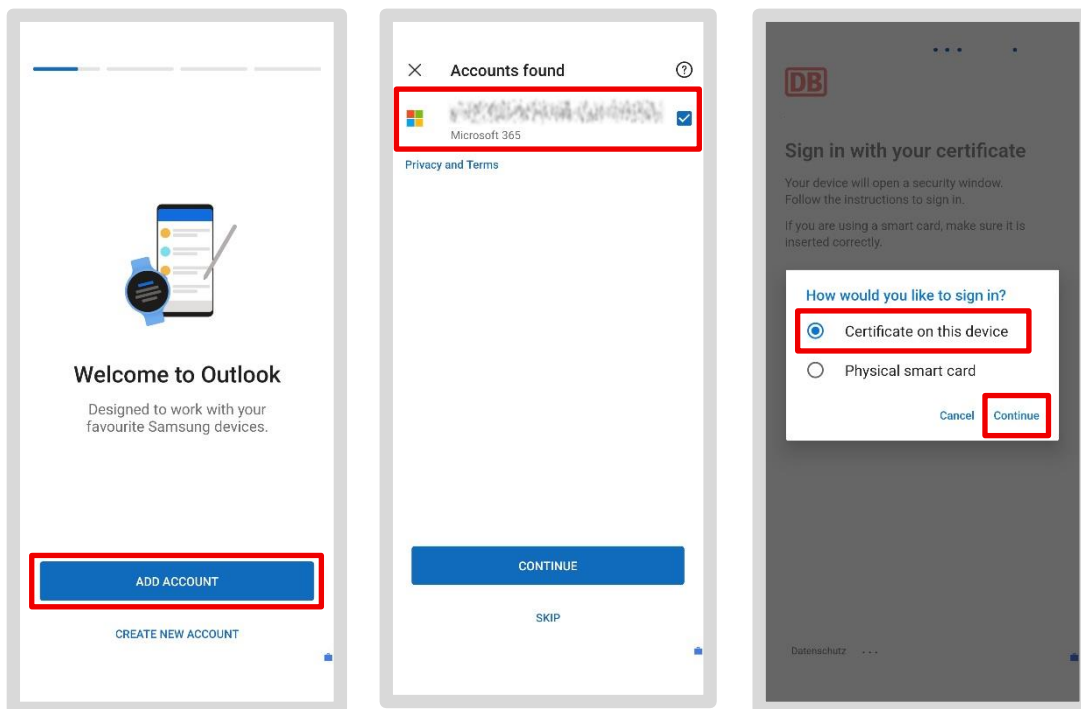 Welcome to Outlook
Designed to work with your
favourite Samsung devices.
ADD ACCOUNT
CREATE NEW ACCOUNT
Accounts found
Microsoft 365
Privacy and Terms
CONTINUE
SKIP
DB
Sign in with your certificate
Your device will open a security window.
Follow the instructions to sign in.
If you are using a smart card, make sure it is
inserted correctly.
How would you like to sign in?
Certificate on this device
Physical smart card
Cancel Continue
Datenschutz ...